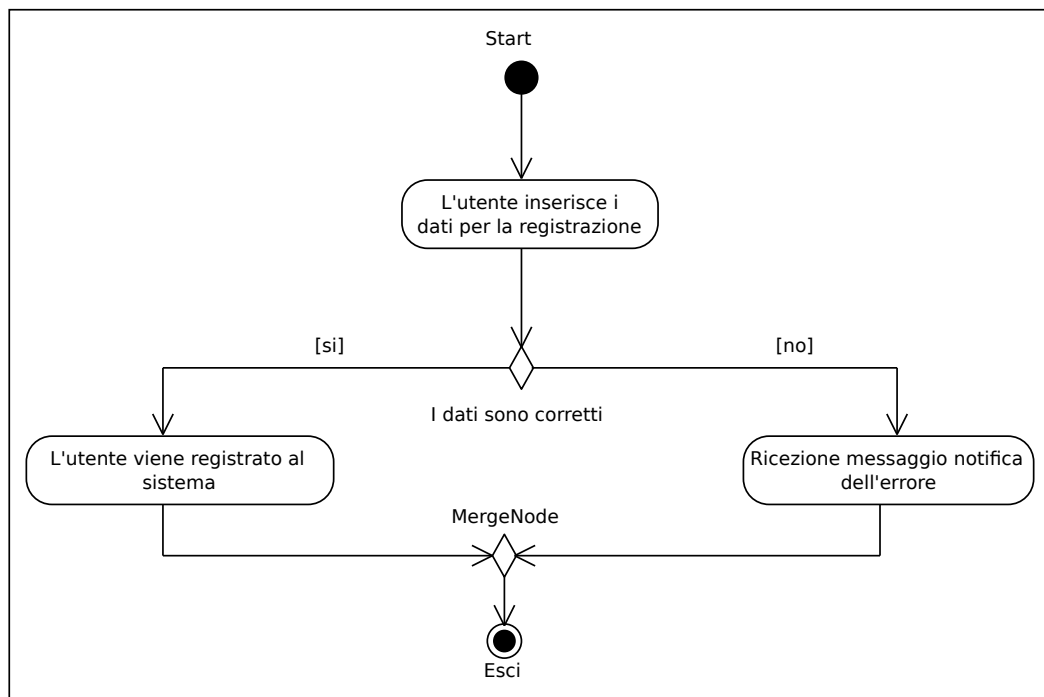 Start
L'utente inserisce i
dati per la registrazione
[si]
[no]
I dati sono corretti
L'utente viene registrato al
sistema
Ricezione messaggio notifica
dell'errore
MergeNode
Esci